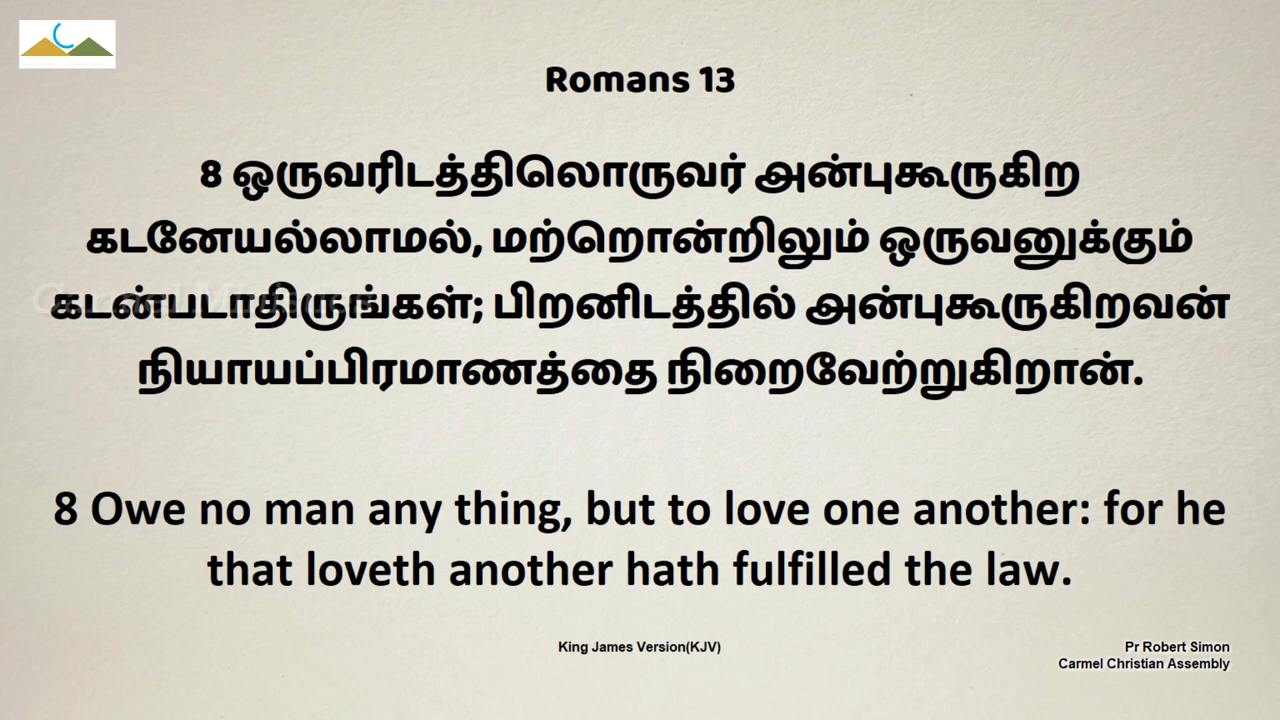 Romans 13
8 ஒருவரிடத்திலொருவர் அன்புகூருகிற
கடனேயல்லாமல், மற்றொன்றிலும் ஒருவனுக்கும்
கடன்படாதிருங்கள்; பிறனிடத்தில் அன்புகூருகிறவன்
நியாயப்பிரமாணத்தை நிறைவேற்றுகிறான்.
8 Owe no man any thing, but to love one another: for he
that loveth another hath fulfilled the law.
King James Version(KJV)
Pr Robert Simon
Carmel Christian Assembly